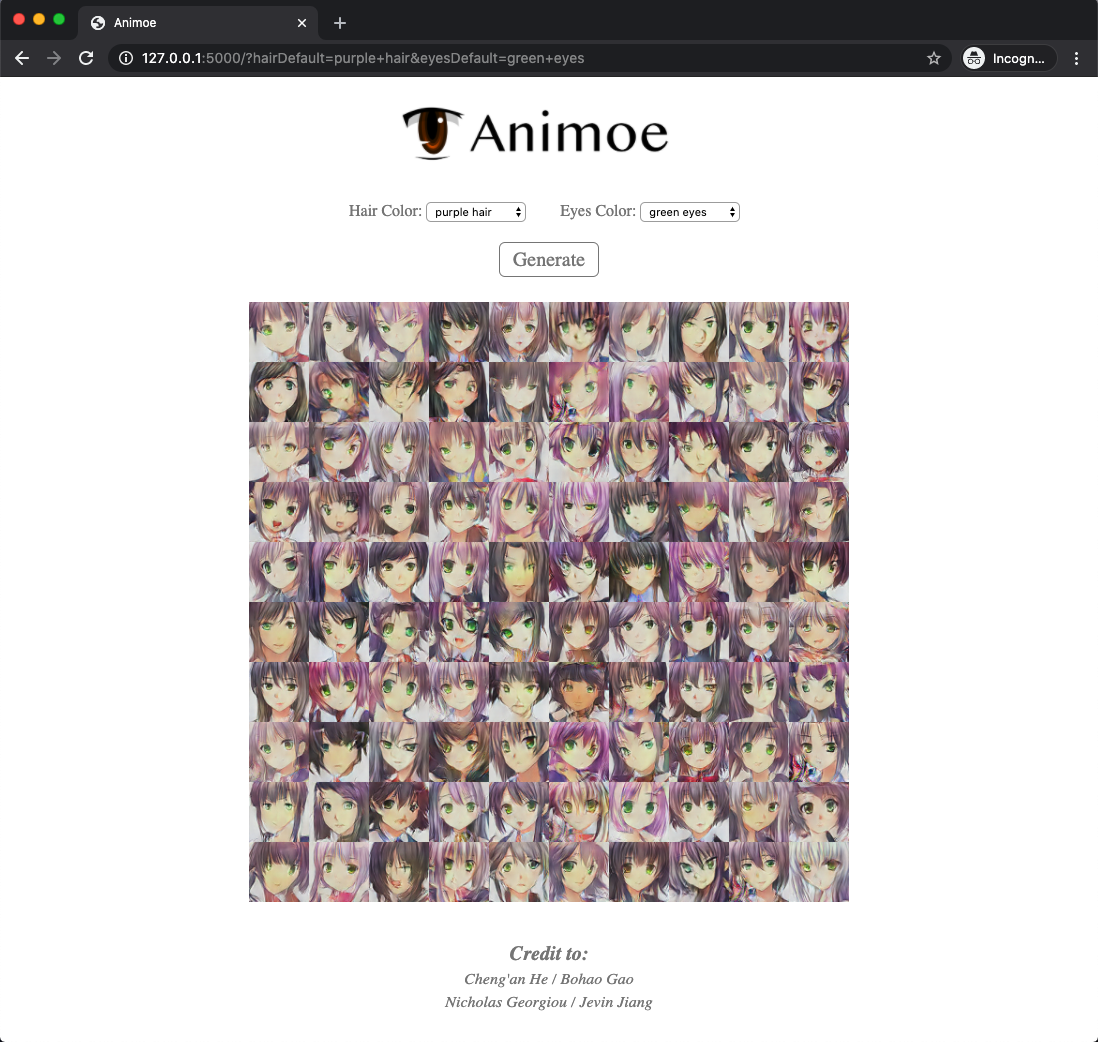 Animoe
127.0.0.1:5000/?hairDefault=purple+hair&eyesDefault=green+eyes
Incogn...
Animoe
Hair Color: purple hair Eyes Color: green eyes
Generate
Credit to:
Cheng'an He / Bohao Gao
Nicholas Georgiou / Jevin Jiang